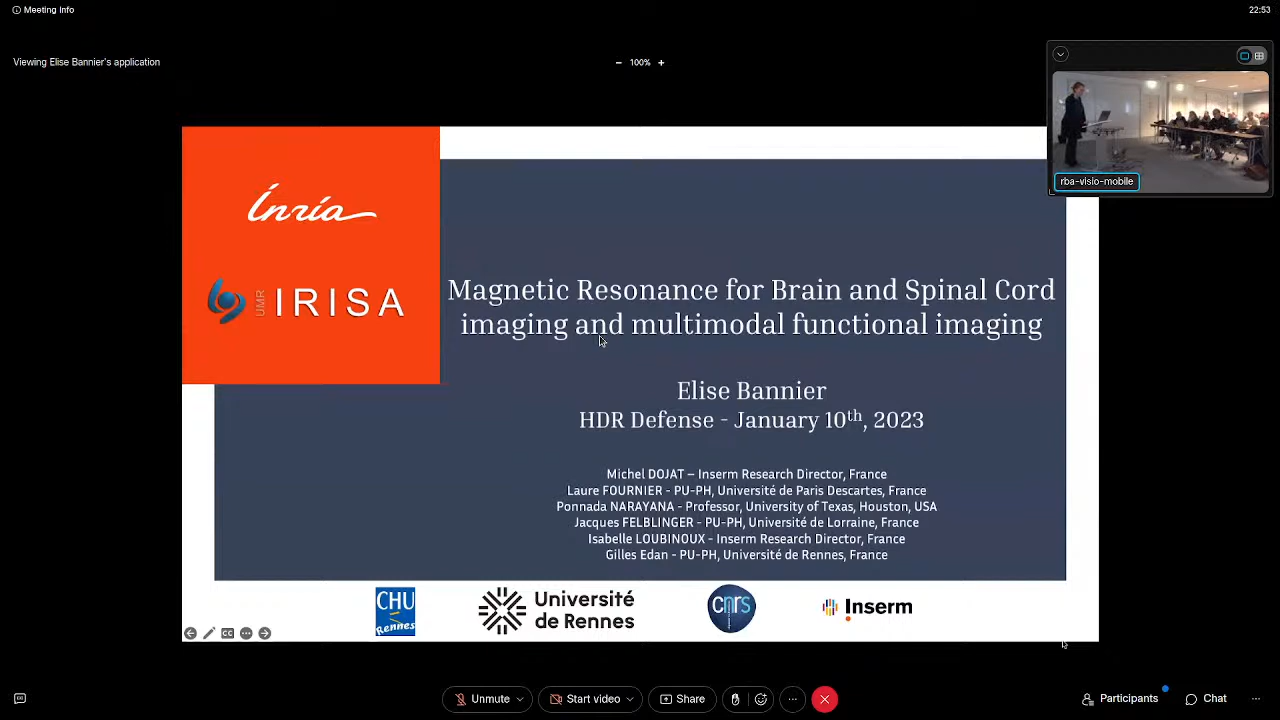 Meeting Info
22:53
Viewing Elise Bannier's application
100%
rba-visio-mobile
Inria
UMR IRISA
Magnetic Resonance for Brain and Spinal Cord
imaging and multimodal functional imaging
Elise Bannier
HDR Defense - January 10th, 2023
Michel DOJAT – Inserm Research Director, France
Laure FOURNIER - PU-PH, Université de Paris Descartes, France
Ponnada NARAYANA - Professor, University of Texas, Houston, USA
Jacques FELBLINGER - PU-PH, Université de Lorraine, France
Isabelle LOUBINOUX - Inserm Research Director, France
Gilles Edan - PU-PH, Université de Rennes, France
CHU
Rennes
Université
de Rennes
cnrs
Inserm
CC
Unmute
Start video
Share
Participants
Chat